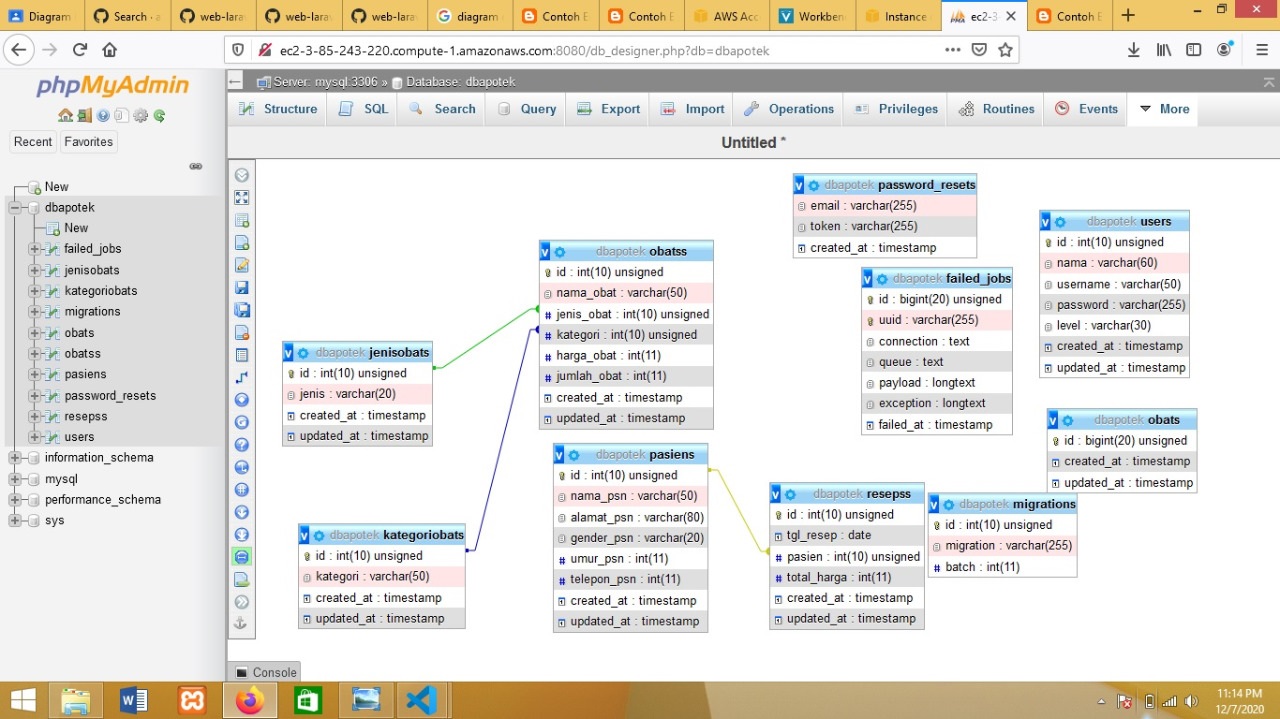 Diagram
Search · a
web-lara
web-lara
web-lara
diagram
Contoh E
Contoh E
AWS Acc
Workben
Instance
ec2-3
Contoh E
ec2-3-85-243-220.compute-1.amazonaws.com:8080/db_designer.php?db=dbapotek
phpMyAdmin
Recent
Favorites
New
dbapotek
New
failed_jobs
jenisobats
kategoriobats
migrations
obats
obatss
pasiens
password_resets
resepss
users
information_schema
mysql
performance_schema
sys
Server: mysql:3306 » Database: dbapotek
Structure
SQL
Search
Query
Export
Import
Operations
Privileges
Routines
Events
More
Untitled *
dbapotek password_resets
email : varchar(255)
token : varchar(255)
created_at : timestamp
dbapotek users
id : int(10) unsigned
nama : varchar(60)
username : varchar(50)
password : varchar(255)
level : varchar(30)
created_at : timestamp
updated_at : timestamp
dbapotek obatss
id : int(10) unsigned
nama_obat : varchar(50)
jenis_obat : int(10) unsigned
kategori : int(10) unsigned
harga_obat : int(11)
jumlah_obat : int(11)
created_at : timestamp
updated_at : timestamp
dbapotek failed_jobs
id : bigint(20) unsigned
uuid : varchar(255)
connection : text
queue : text
payload : longtext
exception : longtext
failed_at : timestamp
dbapotek jenisobats
id : int(10) unsigned
jenis : varchar(20)
created_at : timestamp
updated_at : timestamp
dbapotek obats
id : bigint(20) unsigned
created_at : timestamp
updated_at : timestamp
dbapotek pasiens
id : int(10) unsigned
nama_psn : varchar(50)
alamat_psn : varchar(80)
gender_psn : varchar(20)
umur_psn : int(11)
telepon_psn : int(11)
created_at : timestamp
updated_at : timestamp
dbapotek resepss
id : int(10) unsigned
tgl_resep : date
pasien : int(10) unsigned
total_harga : int(11)
created_at : timestamp
updated_at : timestamp
dbapotek migrations
id : int(10) unsigned
migration : varchar(255)
batch : int(11)
dbapotek kategoriobats
id : int(10) unsigned
kategori : varchar(50)
created_at : timestamp
updated_at : timestamp
Console
11:14 PM
12/7/2020